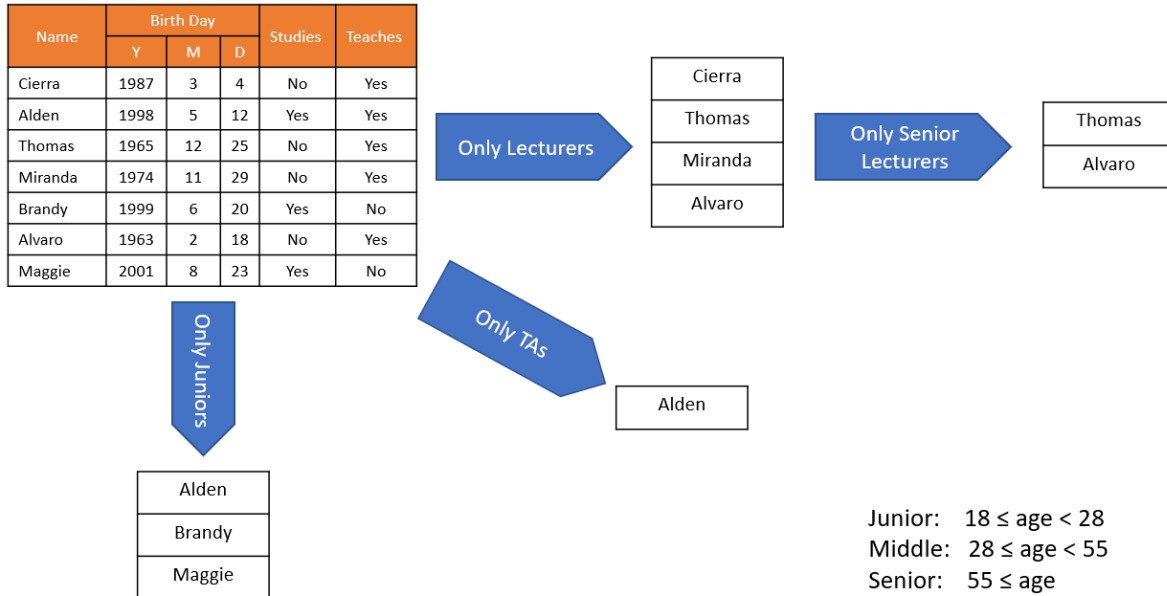 Name Birth Day Studies Teaches
Y M D
Cierra 1987 3 4 No Yes
Alden 1998 5 12 Yes Yes
Thomas 1965 12 25 No Yes
Miranda 1974 11 29 No Yes
Brandy 1999 6 20 Yes No
Alvaro 1963 2 18 No Yes
Maggie 2001 8 23 Yes No
Only Lecturers
Cierra
Thomas
Miranda
Alvaro
Only Senior
Lecturers
Thomas
Alvaro
Only TAs
Alden
Only Juniors
Alden
Brandy
Maggie
Junior: 18 ≤ age < 28
Middle: 28 ≤ age < 55
Senior: 55 ≤ age